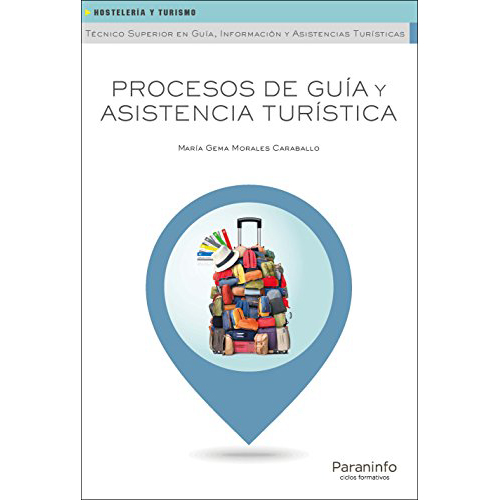 HOSTELERÍA Y TURISMO
TÉCNICO SUPERIOR EN GUÍA, INFORMACIÓN Y ASISTENCIAS TURÍSTICAS
PROCESOS DE GUÍA Y
ASISTENCIA TURÍSTICA
MARÍA GEMA MORALES CARABALLO
Paraninfo
ciclos formativos